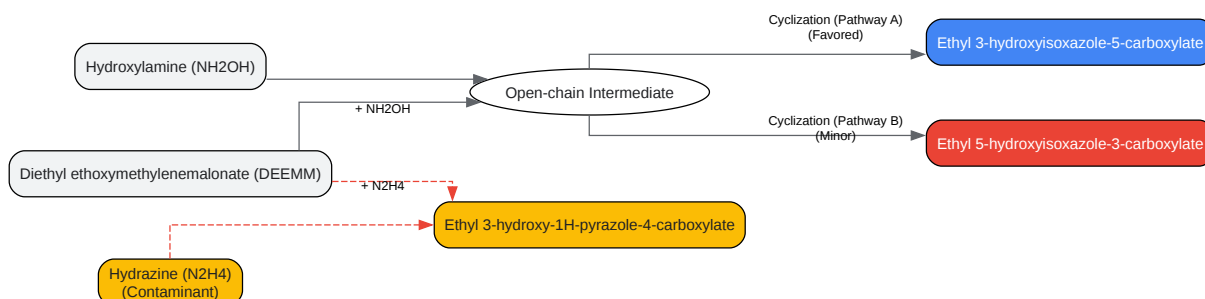 Cyclization (Pathway A)
(Favored)
Ethyl 3-hydroxyisoxazole-5-carboxylate
Hydroxylamine (NH2OH)
Open-chain Intermediate
+ NH2OH
Cyclization (Pathway B)
(Minor)
Ethyl 5-hydroxyisoxazole-3-carboxylate
Diethyl ethoxymethylenemalonate (DEEMM)
+ N2H4
Ethyl 3-hydroxy-1H-pyrazole-4-carboxylate
Hydrazine (N2H4)
(Contaminant)